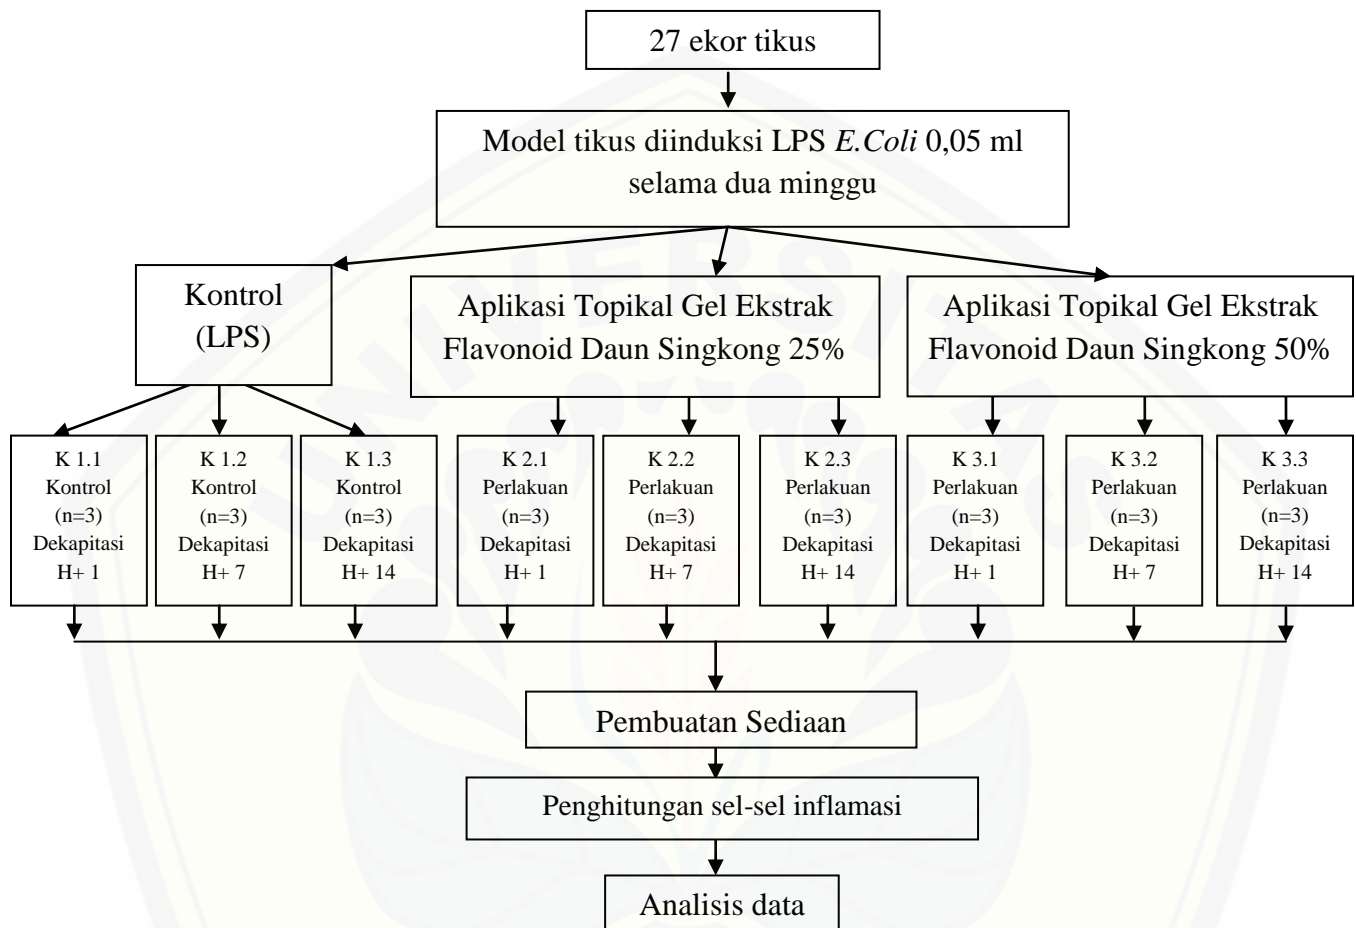 27 ekor tikus
Model tikus diinduksi LPS E.Coli 0,05 ml
selama dua minggu
Kontrol
(LPS)
Aplikasi Topikal Gel Ekstrak
Flavonoid Daun Singkong 25%
Aplikasi Topikal Gel Ekstrak
Flavonoid Daun Singkong 50%
K 1.1
Kontrol
(n=3)
Dekapitasi
H+ 1
K 1.2
Kontrol
(n=3)
Dekapitasi
H+ 7
K 1.3
Kontrol
(n=3)
Dekapitasi
H+ 14
K 2.1
Perlakuan
(n=3)
Dekapitasi
H+ 1
K 2.2
Perlakuan
(n=3)
Dekapitasi
H+ 7
K 2.3
Perlakuan
(n=3)
Dekapitasi
H+ 14
K 3.1
Perlakuan
(n=3)
Dekapitasi
H+ 1
K 3.2
Perlakuan
(n=3)
Dekapitasi
H+ 7
K 3.3
Perlakuan
(n=3)
Dekapitasi
H+ 14
Pembuatan Sediaan
Penghitungan sel-sel inflamasi
Analisis data
UNIVERSITAS